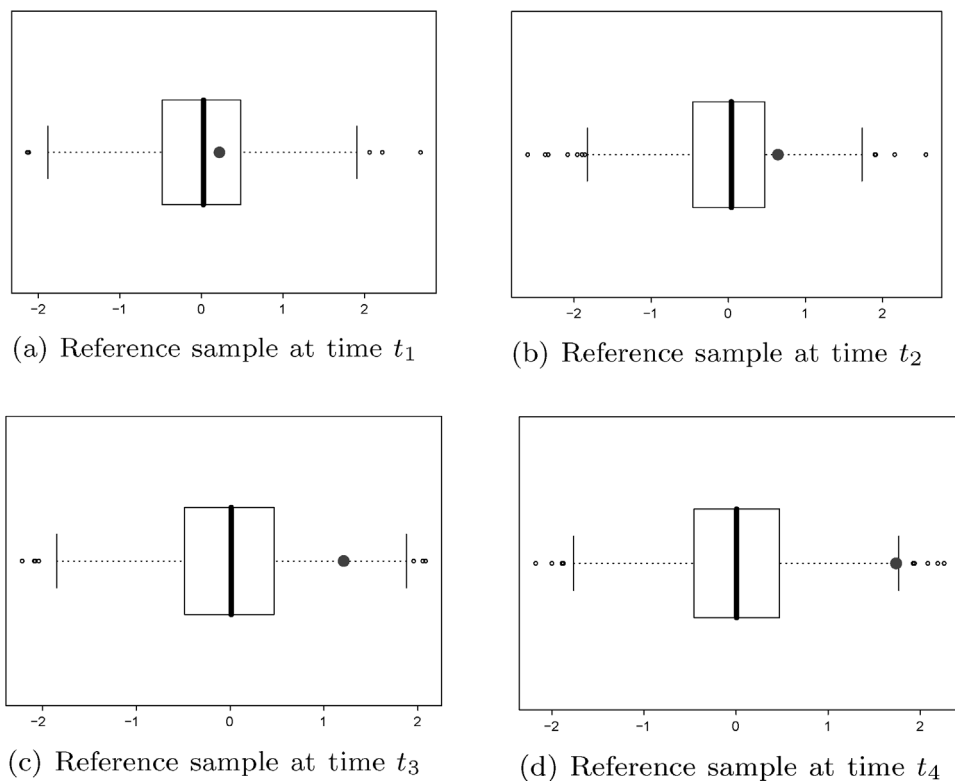 −2 −1 0 1 2
(a) Reference sample at time t₁
−2 −1 0 1 2
(b) Reference sample at time t₂
−2 −1 0 1 2
(c) Reference sample at time t₃
−2 −1 0 1 2
(d) Reference sample at time t₄